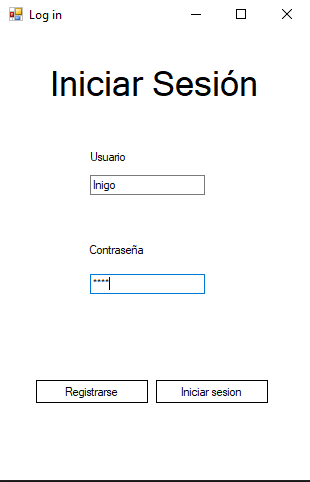 Log in
Iniciar Sesión
Usuario
Inigo
Contraseña
****
Registrarse
Iniciar sesion